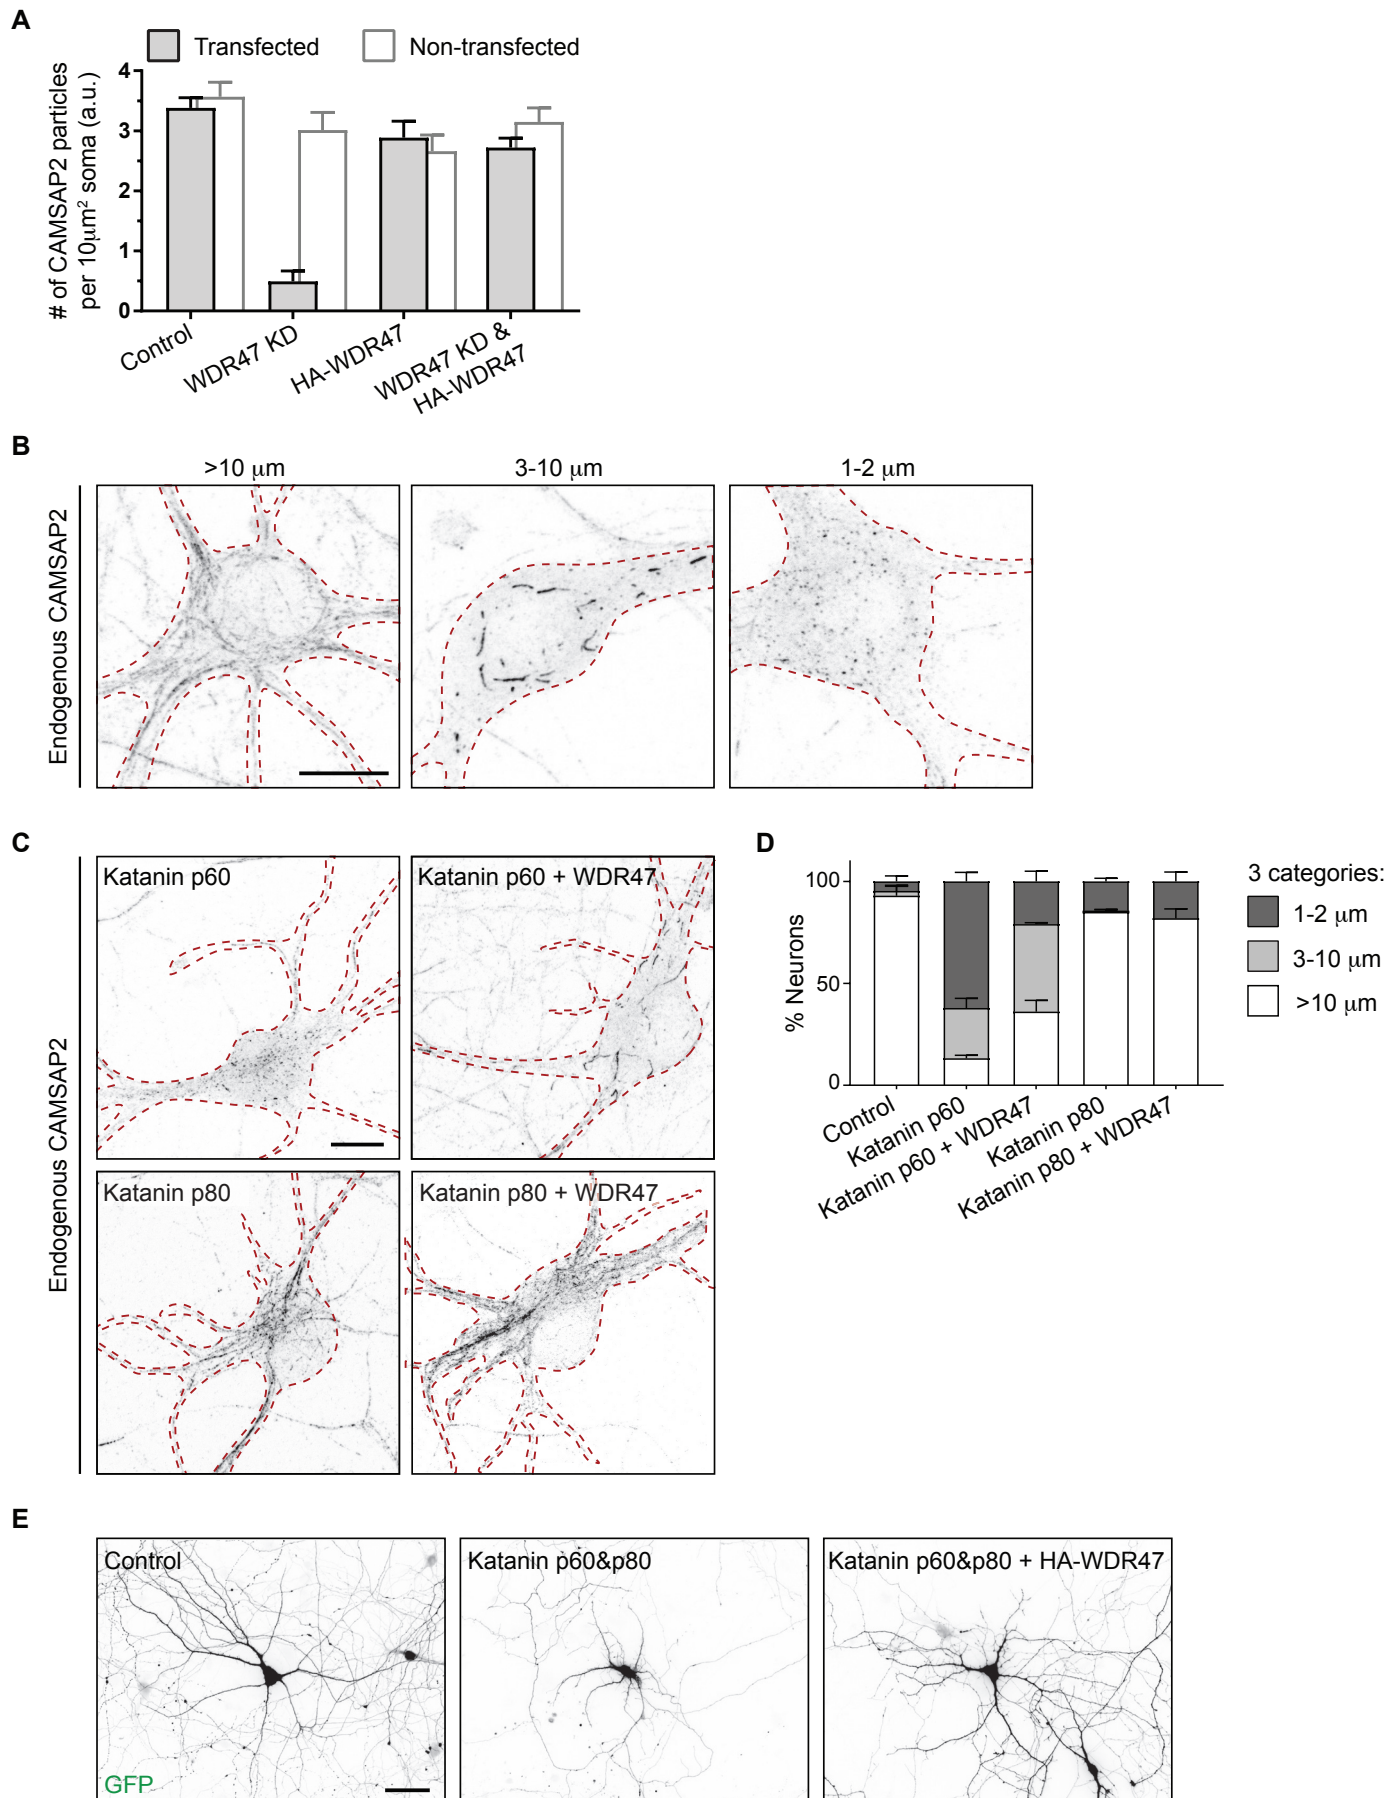 A
Transfected
Non-transfected
# of CAMSAP2 particles
per 10μm² soma (a.u.)
4
3
2
1
0
Control
WDR47 KD
HA-WDR47
WDR47 KD &
HA-WDR47
B
>10 μm
3-10 μm
1-2 μm
Endogenous CAMSAP2
C
Endogenous CAMSAP2
Katanin p60
Katanin p60 + WDR47
Katanin p80
Katanin p80 + WDR47
D
% Neurons
100
50
0
Control
Katanin p60
Katanin p60 + WDR47
Katanin p80
Katanin p80 + WDR47
3 categories:
1-2 μm
3-10 μm
>10 μm
E
Control
GFP
Katanin p60&p80
Katanin p60&p80 + HA-WDR47